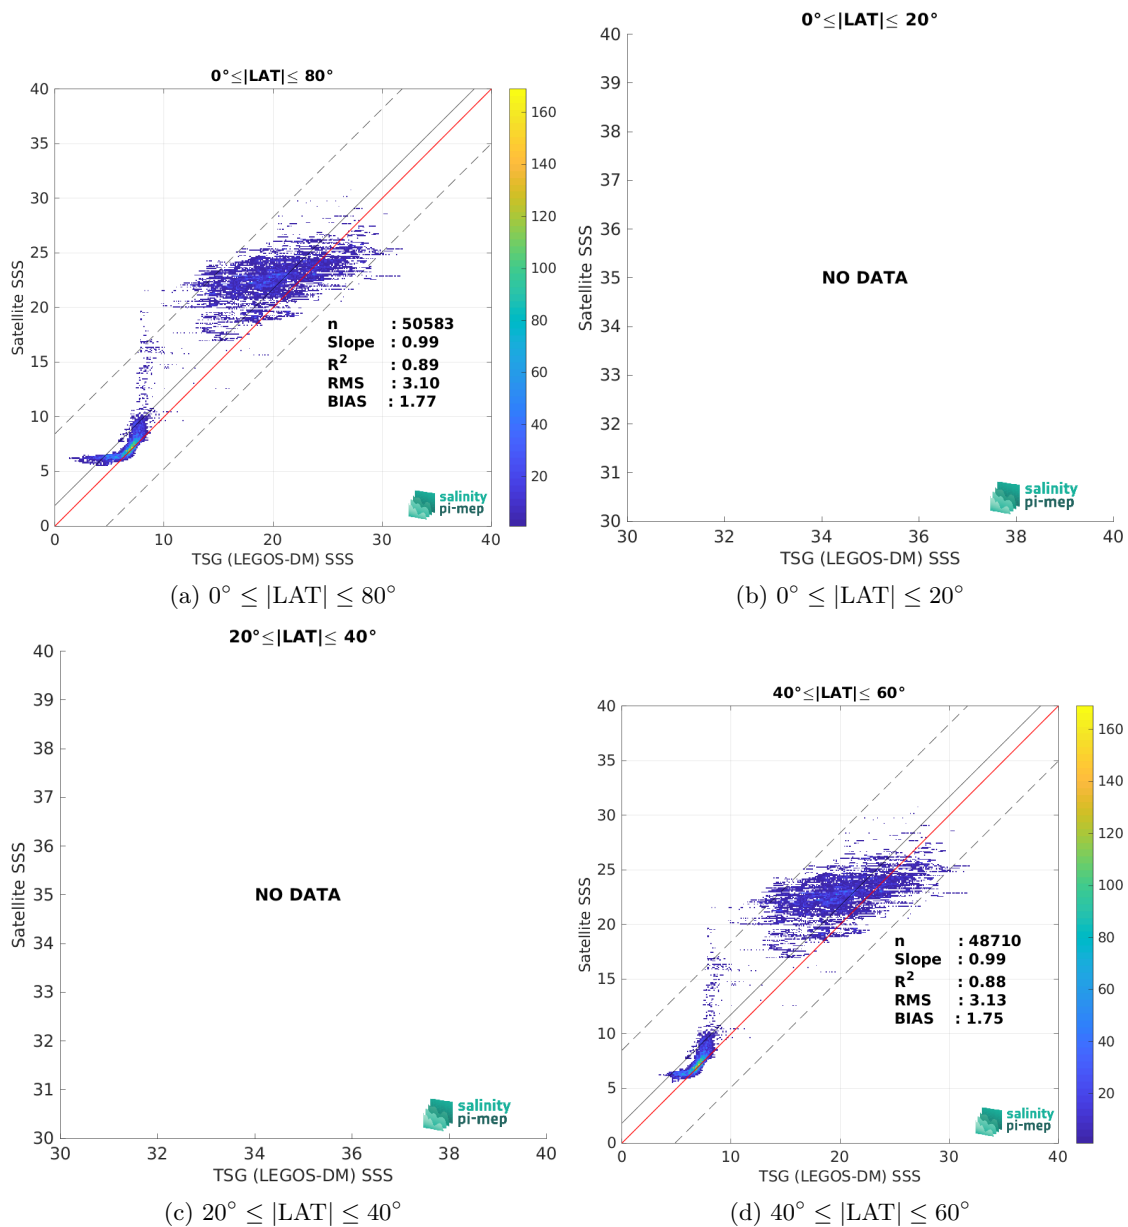 0°≤|LAT|≤ 80°
40
35
30
25
20
15
10
5
0
Satellite SSS
0
10
20
30
40
TSG (LEGOS-DM) SSS
160
140
120
100
80
60
40
20
n : 50583
Slope : 0.99
R² : 0.89
RMS : 3.10
BIAS : 1.77
salinity
pi-mep
(a) 0° ≤ |LAT| ≤ 80°
0°≤|LAT|≤ 20°
40
39
38
37
36
35
34
33
32
31
30
Satellite SSS
NO DATA
30
32
34
36
38
40
TSG (LEGOS-DM) SSS
salinity
pi-mep
(b) 0° ≤ |LAT| ≤ 20°
20°≤|LAT|≤ 40°
40
39
38
37
36
35
34
33
32
31
30
Satellite SSS
NO DATA
30
32
34
36
38
40
TSG (LEGOS-DM) SSS
salinity
pi-mep
(c) 20° ≤ |LAT| ≤ 40°
40°≤|LAT|≤ 60°
40
35
30
25
20
15
10
5
0
Satellite SSS
0
10
20
30
40
TSG (LEGOS-DM) SSS
160
140
120
100
80
60
40
20
n : 48710
Slope : 0.99
R² : 0.88
RMS : 3.13
BIAS : 1.75
salinity
pi-mep
(d) 40° ≤ |LAT| ≤ 60°